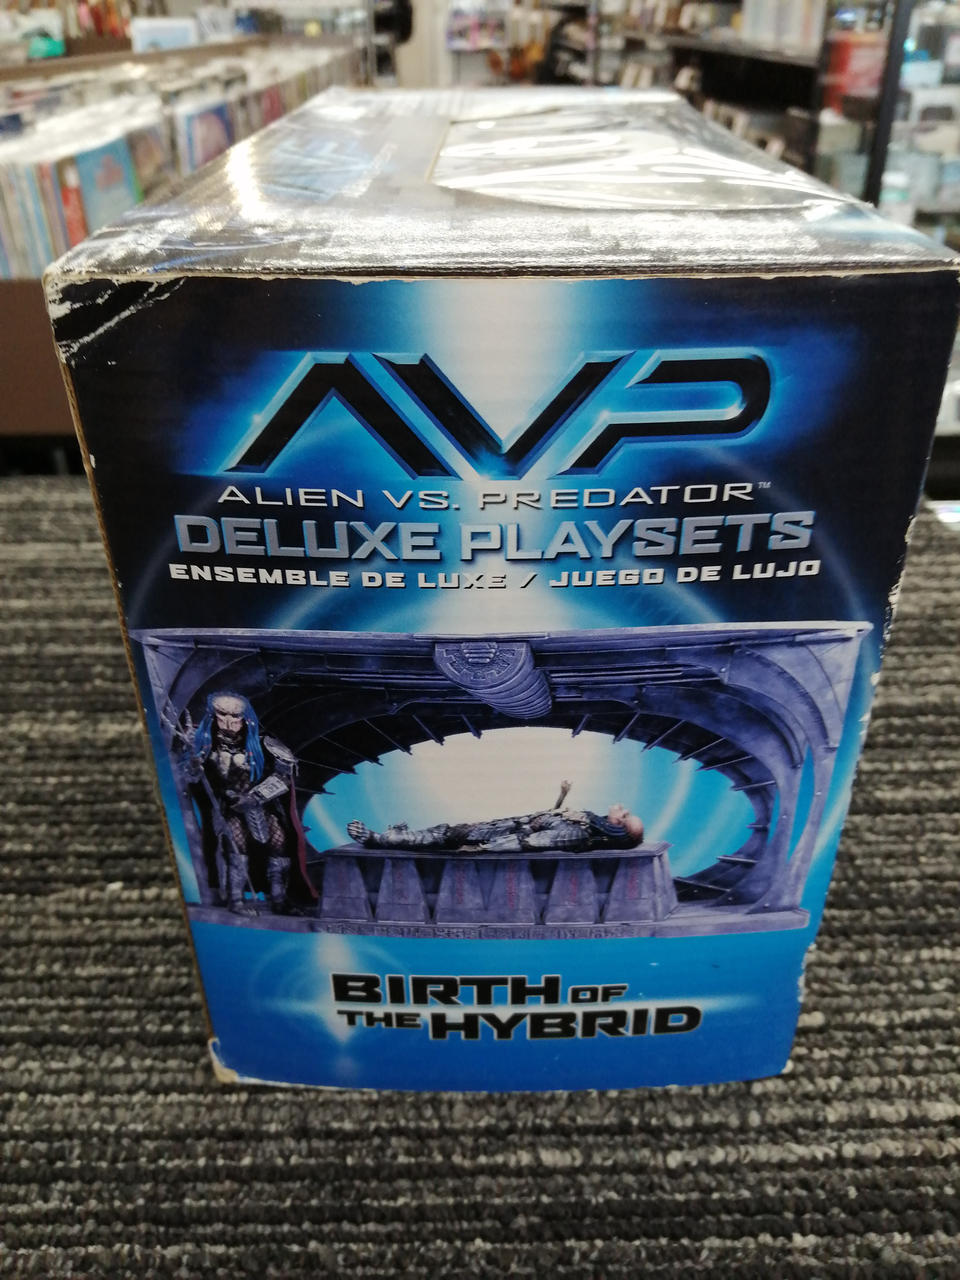 AVP
ALIEN VS. PREDATOR™
DELUXE PLAYSETS
ENSEMBLE DE LUXE / JUEGO DE LUJO
BIRTH OF
THE HYBRID